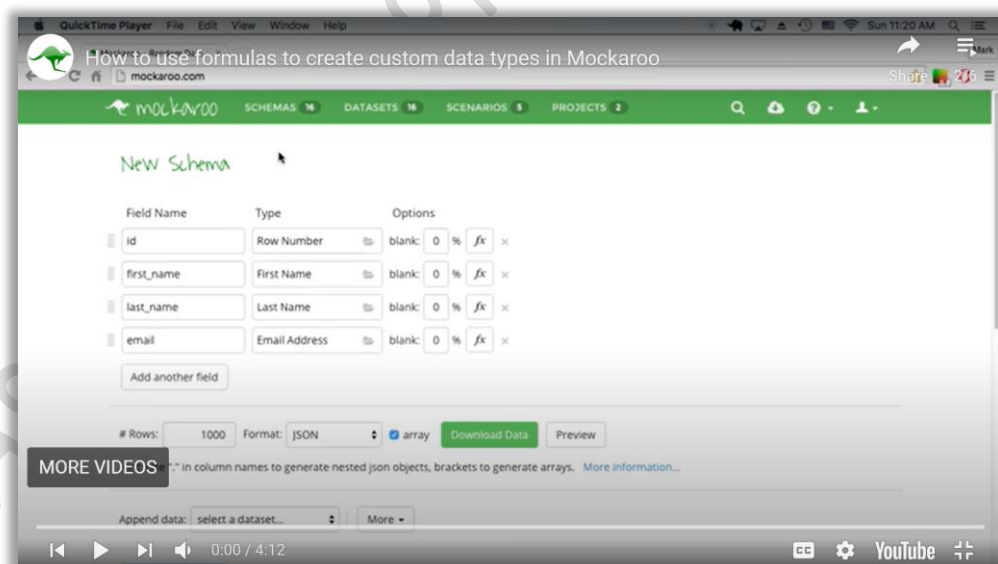 QuickTime Player File Edit View Window Help Sun 11:20 AM
How to use formulas to create custom data types in Mockaroo Mark
mockaroo.com Share
mockaroo SCHEMAS 16 DATASETS 16 SCENARIOS 5 PROJECTS 2
New Schema
Field Name Type Options
id Row Number blank: 0 % fx ×
first_name First Name blank: 0 % fx ×
last_name Last Name blank: 0 % fx ×
email Email Address blank: 0 % fx ×
Add another field
# Rows: 1000 Format: JSON array Download Data Preview
MORE VIDEOS "." in column names to generate nested json objects, brackets to generate arrays. More information...
Append data: select a dataset... More
0:00 / 4:12 CC YouTube